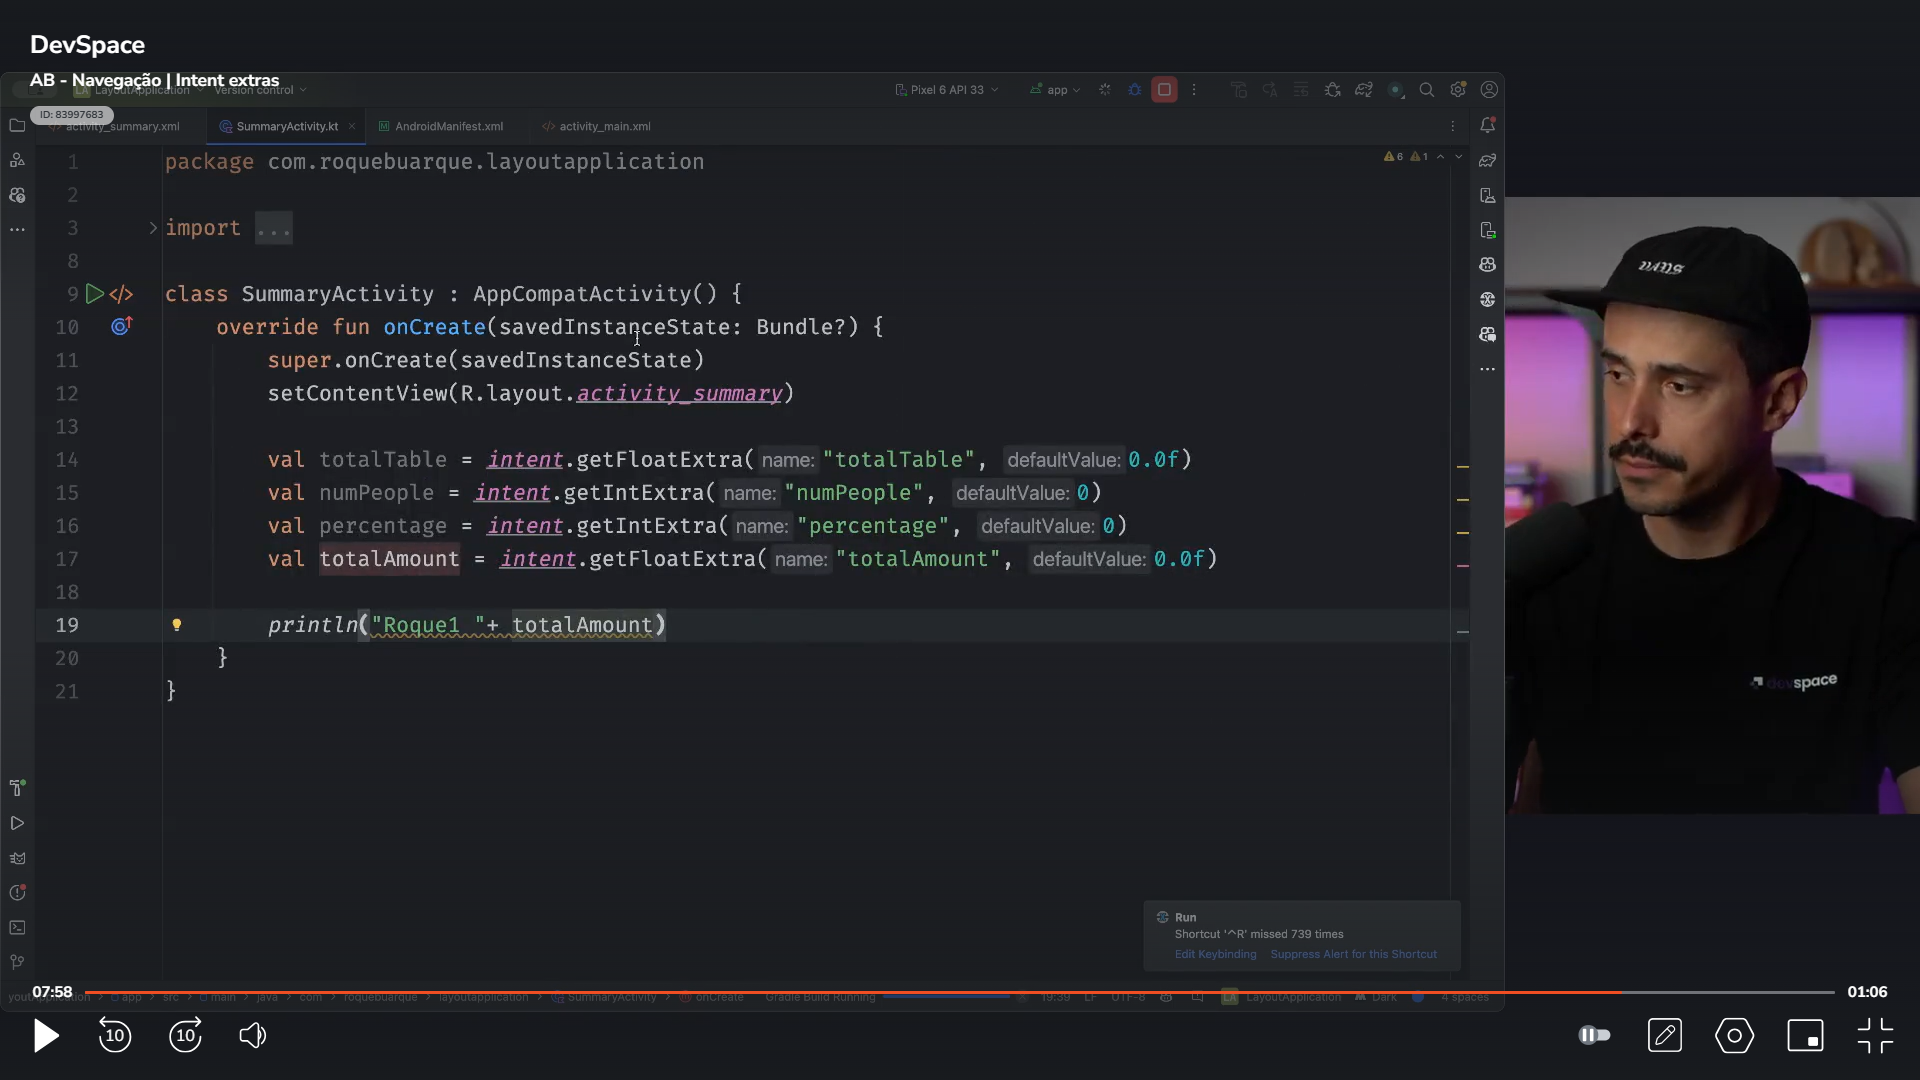 DevSpace
AB - Navegação | Intent extras
LA LayoutApplication Version control
Pixel 6 API 33 app
ID: 83997683
activity_summary.xml SummaryActivity.kt AndroidManifest.xml activity_main.xml
6 1
1 package com.roquebuarque.layoutapplication
2
3 import ...
8
9 class SummaryActivity : AppCompatActivity() {
10 override fun onCreate(savedInstanceState: Bundle?) {
11 super.onCreate(savedInstanceState)
12 setContentView(R.layout.activity_summary)
13
14 val totalTable = intent.getFloatExtra( name: "totalTable", defaultValue: 0.0f)
15 val numPeople = intent.getIntExtra( name: "numPeople", defaultValue: 0)
16 val percentage = intent.getIntExtra( name: "percentage", defaultValue: 0)
17 val totalAmount = intent.getFloatExtra( name: "totalAmount", defaultValue: 0.0f)
18
19 println("Roque1 "+ totalAmount)
20 }
21 }
VANS
devspace
Run
Shortcut '^R' missed 739 times
Edit Keybinding Suppress Alert for this Shortcut
07:58
01:06
youtApplication app src main java com roquebuarque layoutapplication SummaryActivity onCreate Gradle Build Running 19:39 LF UTF-8 LA LayoutApplication Dark 4 spaces
10 10